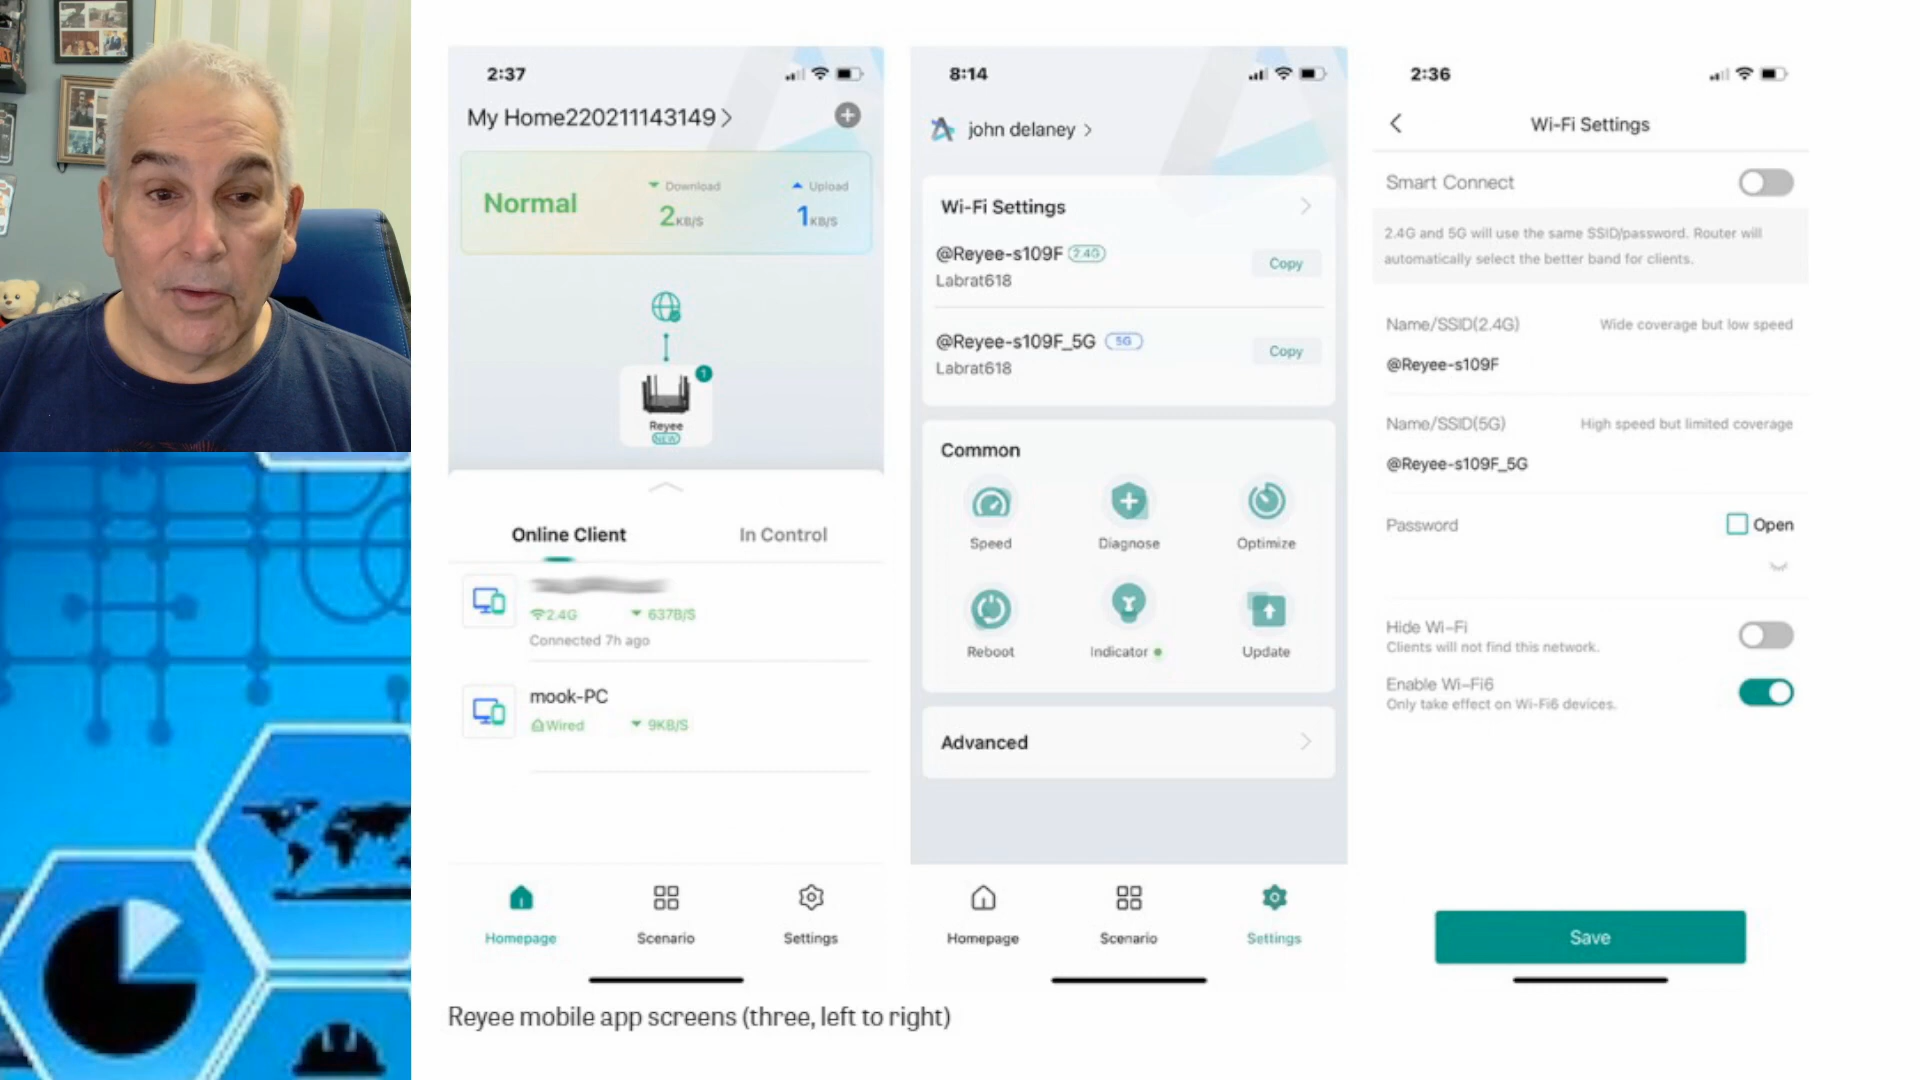 2:37
My Home220211143149 >
Normal
Download
2KB/S
Upload
1KB/S
1
Reyee
NEW
Online Client
In Control
2.4G 637B/S
Connected 7h ago
mook-PC
Wired 9KB/S
Homepage
Scenario
Settings
8:14
john delaney >
Wi-Fi Settings
@Reyee-s109F 2.4G
Labrat618
Copy
@Reyee-s109F_5G 5G
Labrat618
Copy
Common
Speed
Diagnose
Optimize
Reboot
Indicator
Update
Advanced
Homepage
Scenario
Settings
2:36
Wi-Fi Settings
Smart Connect
2.4G and 5G will use the same SSID/password. Router will
automatically select the better band for clients.
Name/SSID(2.4G) Wide coverage but low speed
@Reyee-s109F
Name/SSID(5G) High speed but limited coverage
@Reyee-s109F_5G
Password
Open
Hide Wi-Fi
Clients will not find this network.
Enable Wi-Fi6
Only take effect on Wi-Fi6 devices.
Save
Reyee mobile app screens (three, left to right)